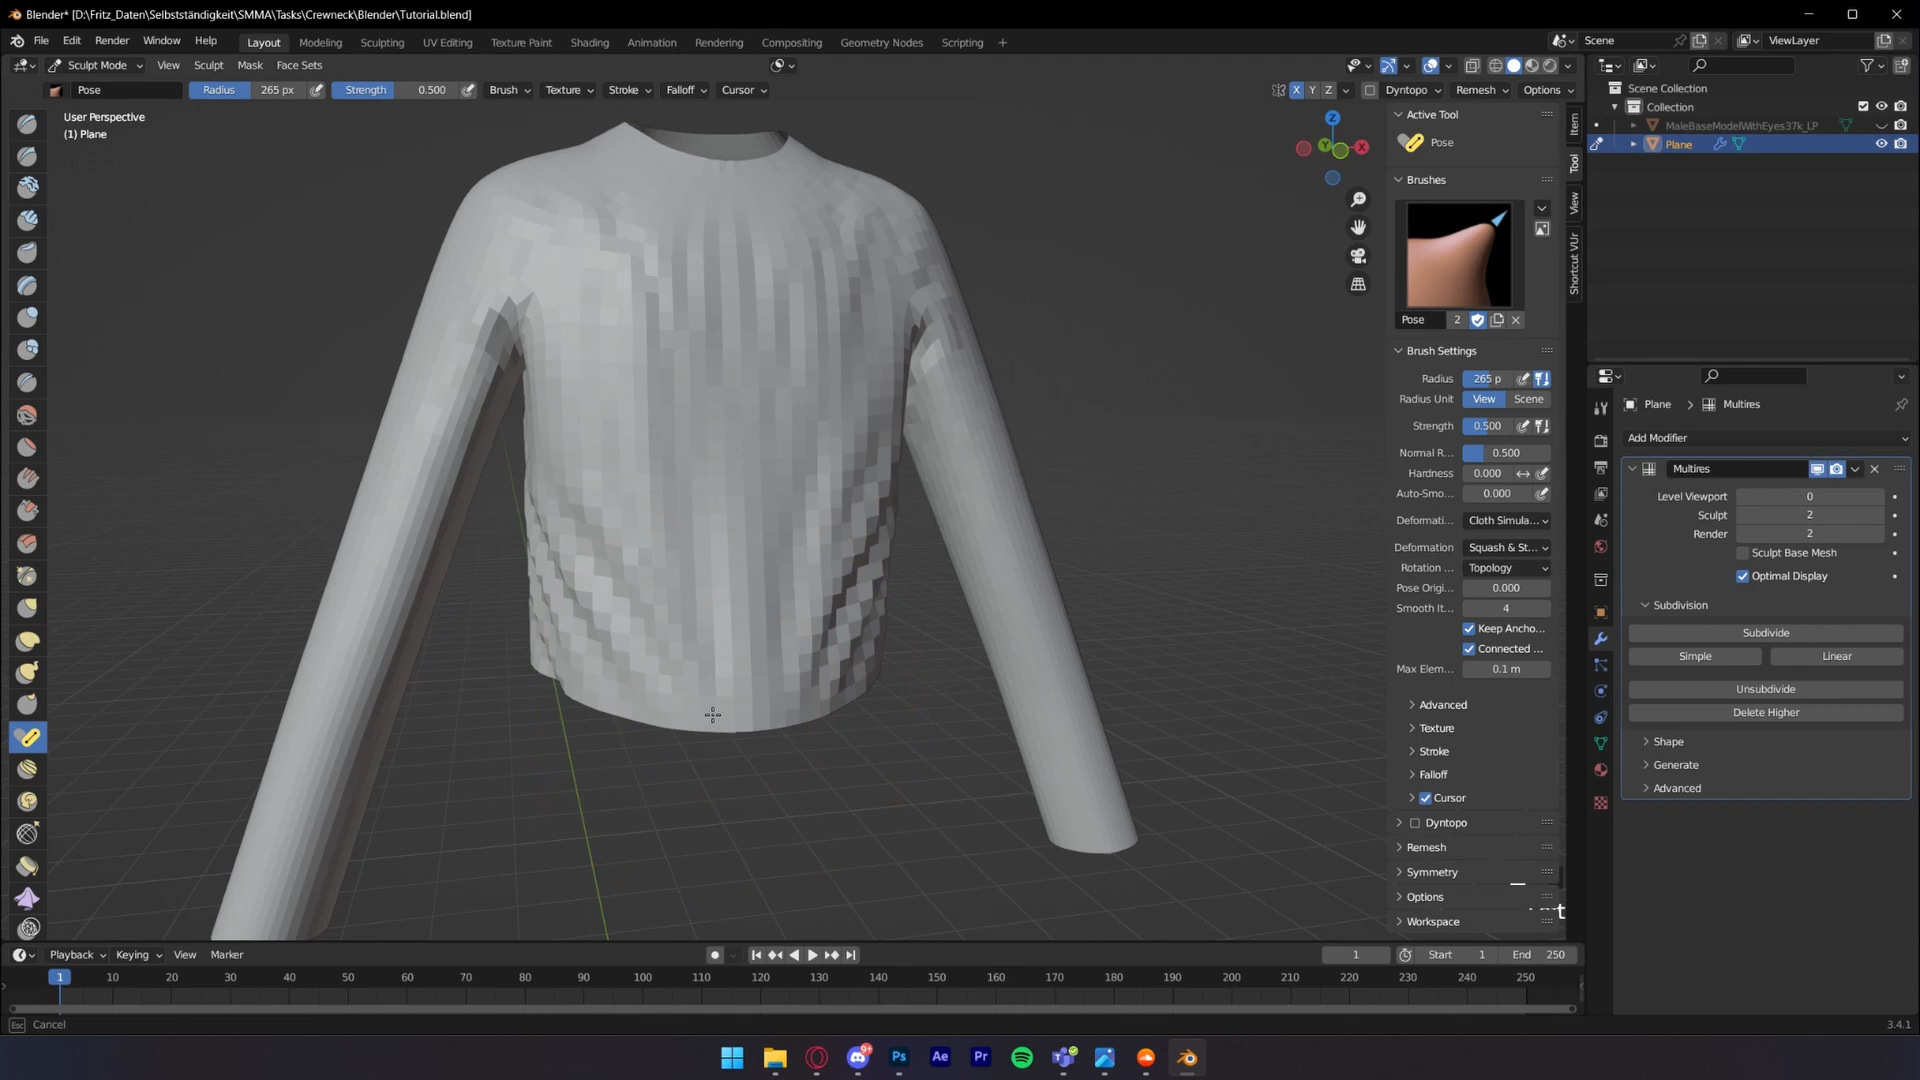 Blender* [D:\Fritz_Daten\Selbstständigkeit\SMMA\Tasks\Crewneck\Blender\Tutorial.blend]
File Edit Render Window Help Layout Modeling Sculpting UV Editing Texture Paint Shading Animation Rendering Compositing Geometry Nodes Scripting + Scene ViewLayer
Sculpt Mode View Sculpt Mask Face Sets
Pose Radius 265 px Strength 0.500 Brush Texture Stroke Falloff Cursor X Y Z Dyntopo Remesh Options
User Perspective
(1) Plane
Z
Y X
Active Tool
Pose
Brushes
Pose 2
Brush Settings
Radius 265 p
Radius Unit View Scene
Strength 0.500
Normal R... 0.500
Hardness 0.000
Auto-Smo... 0.000
Deformati... Cloth Simula...
Deformation Squash & St...
Rotation ... Topology
Pose Origi... 0.000
Smooth It... 4
Keep Ancho...
Connected ...
Max Elem... 0.1 m
Advanced
Texture
Stroke
Falloff
Cursor
Dyntopo
Remesh
Symmetry
Options
Workspace
Item
Tool
View
Shortcut VUr
Scene Collection
Collection
MaleBaseModelWithEyes37k_LP
Plane
Plane > Multires
Add Modifier
Multires
Level Viewport 0
Sculpt 2
Render 2
Sculpt Base Mesh
Optimal Display
Subdivision
Subdivide
Simple Linear
Unsubdivide
Delete Higher
Shape
Generate
Advanced
Playback Keying View Marker 1 Start 1 End 250
1 10 20 30 40 50 60 70 80 90 100 110 120 130 140 150 160 170 180 190 200 210 220 230 240 250
Esc Cancel 3.4.1
9+ Ps Ae Pr